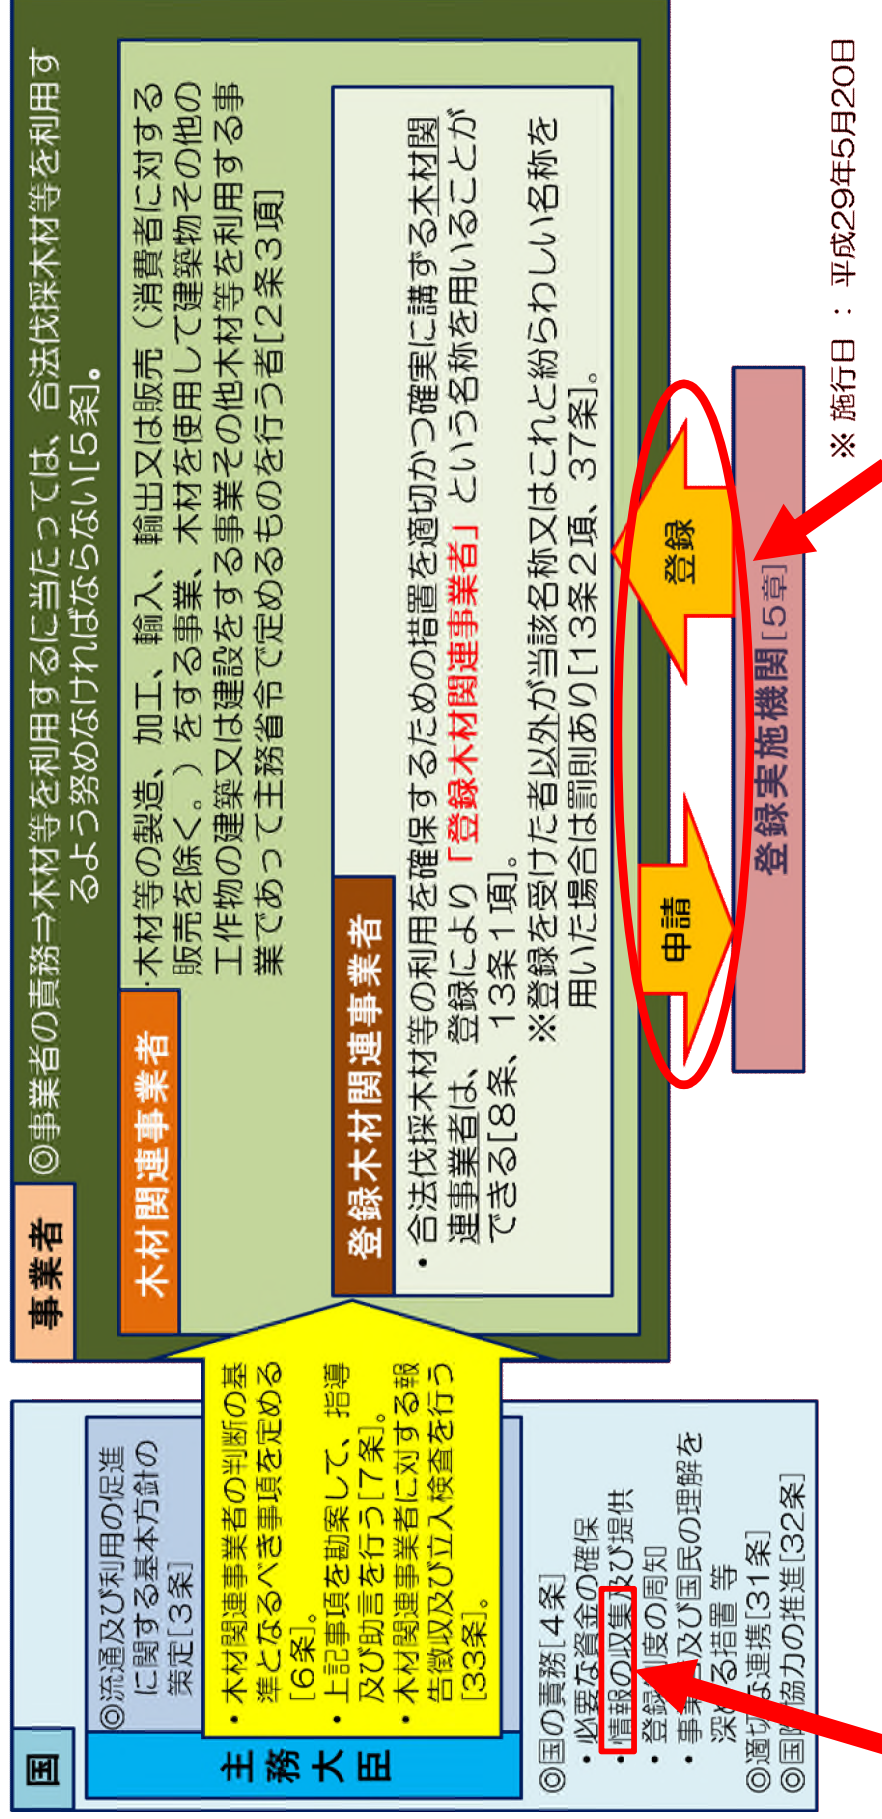 国
◎流通及び利用の促進
に関する基本方針の
策定[3条]
主務大臣
・木材関連事業者の判断の基
準となるべき事項を定める
[6条]。
・上記事項を勘案して、指導
及び助言を行う[7条]。
・木材関連事業者に対する報
告徴収及び立入検査を行う
[33条]。
◎国の責務[4条]
・必要な資金の確保
・情報の収集及び提供
・登録制度の周知
・事業者及び国民の理解を
深める措置 等
◎適切な連携[31条]
◎国際協力の推進[32条]
事業者
◎事業者の責務⇒木材等を利用するに当たっては、合法伐採木材等を利用す
るよう努めなければならない[5条]。
木材関連事業者
・木材等の製造、加工、輸入、輸出又は販売（消費者に対する
販売を除く。）をする事業、木材を使用して建築物その他の
工作物の建築又は建設をする事業その他木材等を利用する事
業であって主務省令で定めるものを行う者[2条3項]
登録木材関連事業者
・合法伐採木材等の利用を確保するための措置を適切かつ確実に講ずる木材関
連事業者は、登録により「登録木材関連事業者」という名称を用いることが
できる[8条、13条1項]。
※登録を受けた者以外が当該名称又はこれと紛らわしい名称を
用いた場合は罰則あり[13条2項、37条]。
申請
登録
登録実施機関[5章]
※ 施行日 ： 平成29年5月20日